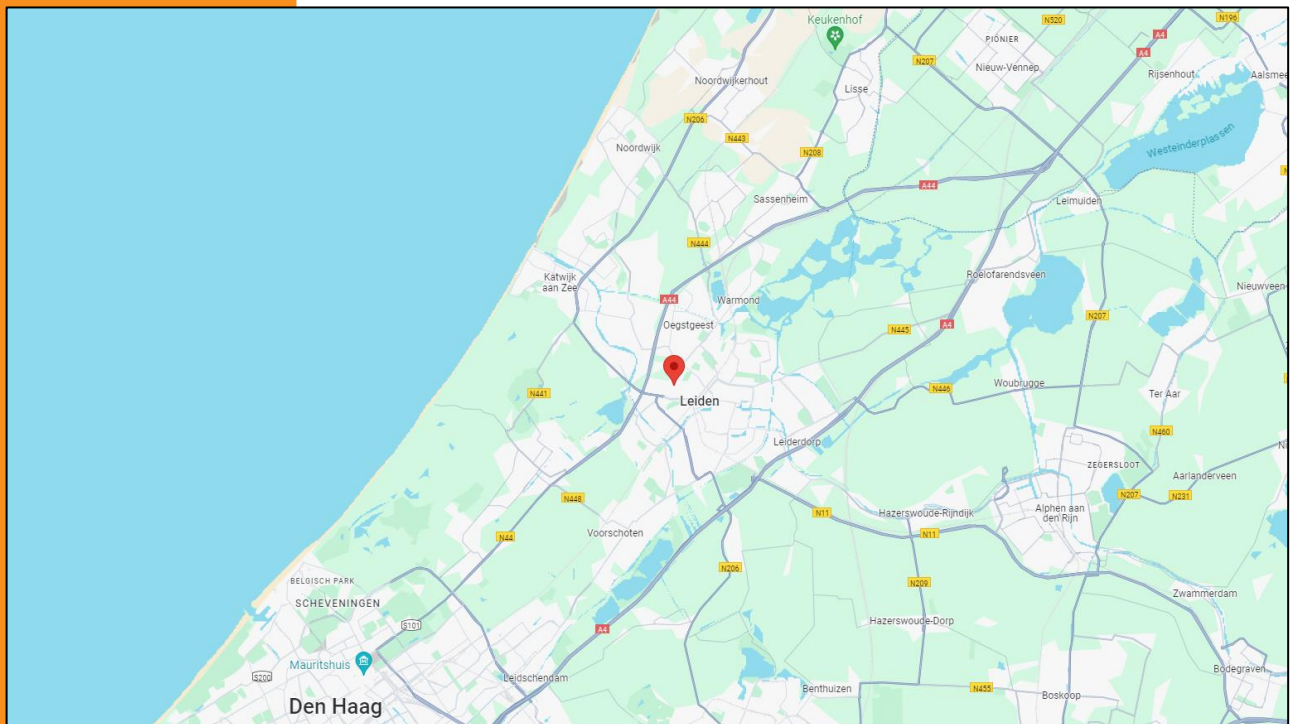 Keukenhof
N520
N196
PIONIER
A4
A4
N207
Nieuw-Vennep
Rijsenhout
Aalsmee
Noordwijkerhout
Lisse
N206
N443
Westeinderplassen
Noordwijk
N208
A44
Sassenheim
Leimuiden
N444
Katwijk
aan Zee
Roelofarendsveen
Nieuwveen
A44
Warmond
N207
Oegstgeest
A4
N445
Leiden
N441
N446
Woubrugge
Ter Aar
Leiderdorp
N460
ZEGERSLOOT
Aarlanderveen
N448
N207
N231
N11
Hazerswoude-Rijndijk
Alphen aan
den Rijn
N44
Voorschoten
N11
BELGISCH PARK
N206
N209
Zwammerdam
SCHEVENINGEN
S101
A4
Hazerswoude-Dorp
Mauritshuis
S200
Leidschendam
Bodegraven
Den Haag
Benthuizen
N455
Boskoop